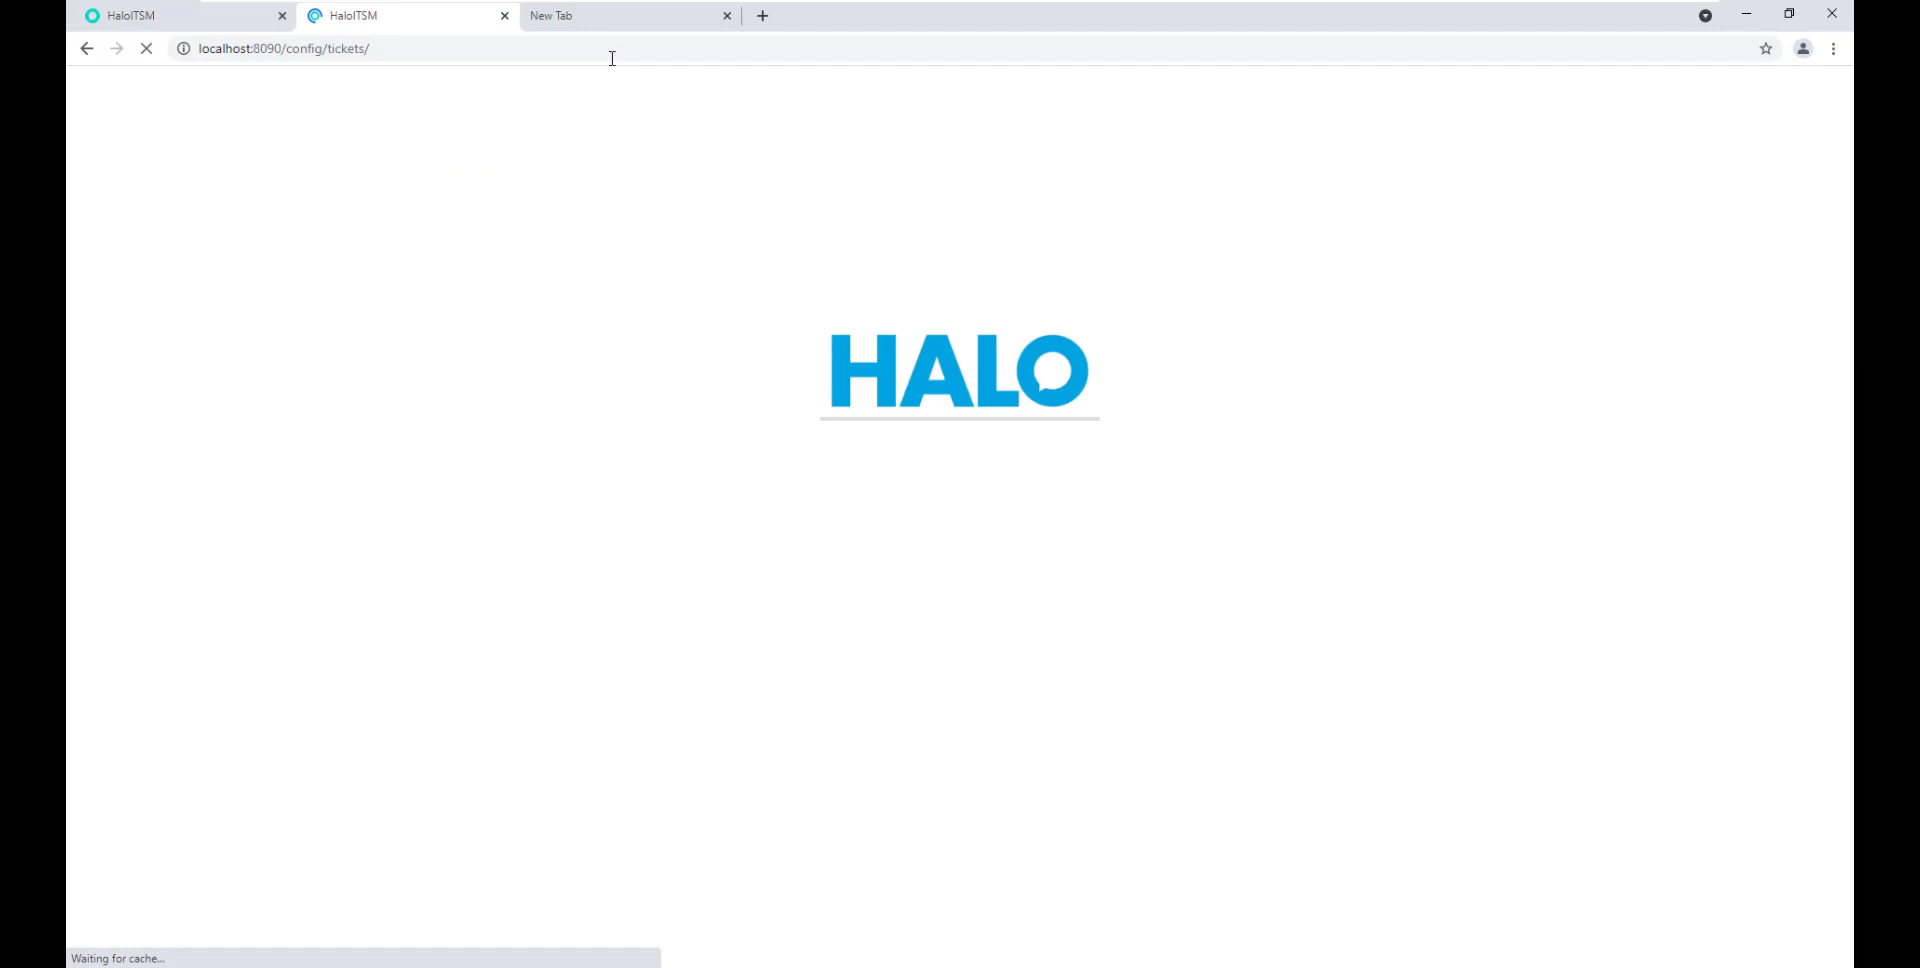 HaloITSM
HaloITSM
New Tab
localhost:8090/config/tickets/
HALO
Waiting for cache...